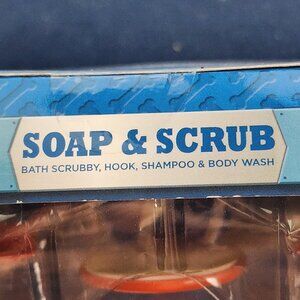 SOAP & SCRUB
BATH SCRUBBY, HOOK, SHAMPOO & BODY WASH